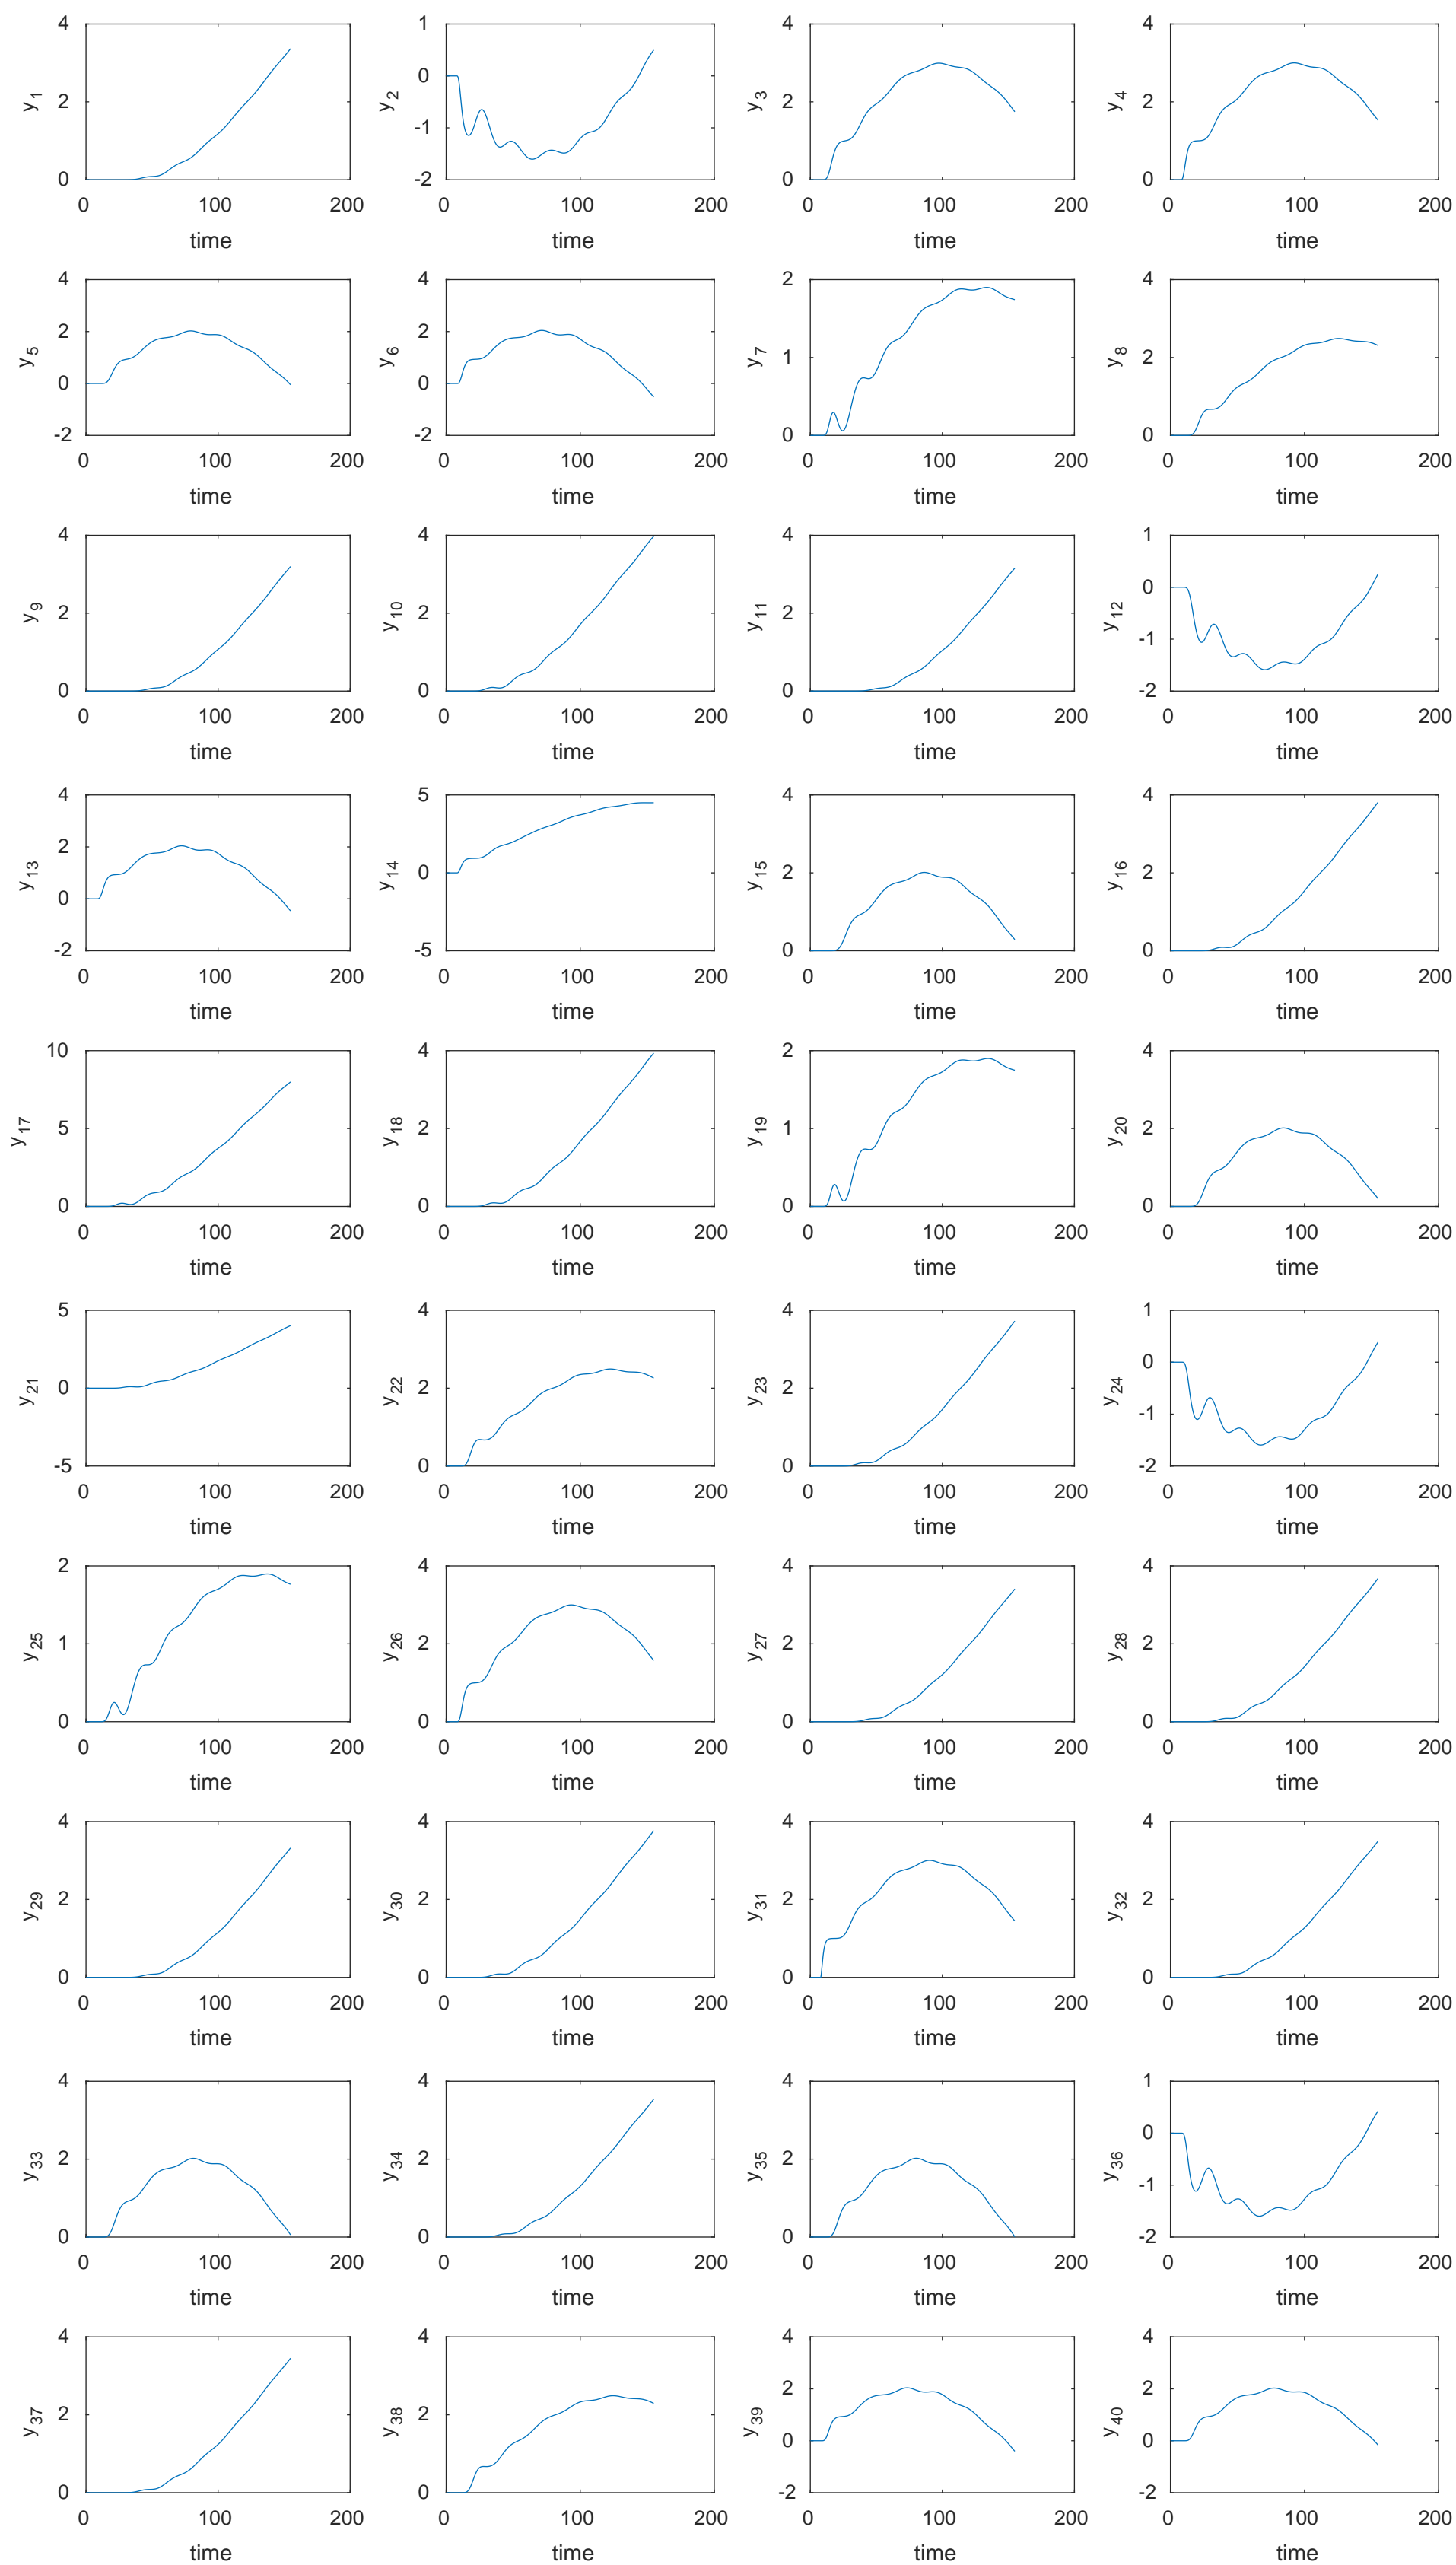 4 1 4 4
y1 2 y2 0 y3 2 y4 2
-1
0 -2 0 0
0 100 200 0 100 200 0 100 200 0 100 200
time time time time
4 4 2 4
y5 2 y6 2 y7 1 y8 2
0 0
-2 -2 0 0
0 100 200 0 100 200 0 100 200 0 100 200
time time time time
4 4 4 1
y9 2 y10 2 y11 2 y12 0
-1
0 0 0 -2
0 100 200 0 100 200 0 100 200 0 100 200
time time time time
4 5 4 4
y13 2 y14 0 y15 2 y16 2
0
-2 -5 0 0
0 100 200 0 100 200 0 100 200 0 100 200
time time time time
10 4 2 4
y17 5 y18 2 y19 1 y20 2
0 0 0 0
0 100 200 0 100 200 0 100 200 0 100 200
time time time time
5 4 4 1
y21 0 y22 2 y23 2 y24 0
-1
-5 0 0 -2
0 100 200 0 100 200 0 100 200 0 100 200
time time time time
2 4 4 4
y25 1 y26 2 y27 2 y28 2
0 0 0 0
0 100 200 0 100 200 0 100 200 0 100 200
time time time time
4 4 4 4
y29 2 y30 2 y31 2 y32 2
0 0 0 0
0 100 200 0 100 200 0 100 200 0 100 200
time time time time
4 4 4 1
y33 2 y34 2 y35 2 y36 0
-1
0 0 0 -2
0 100 200 0 100 200 0 100 200 0 100 200
time time time time
4 4 4 4
y37 2 y38 2 y39 2 y40 2
0 0
0 0 -2 -2
0 100 200 0 100 200 0 100 200 0 100 200
time time time time